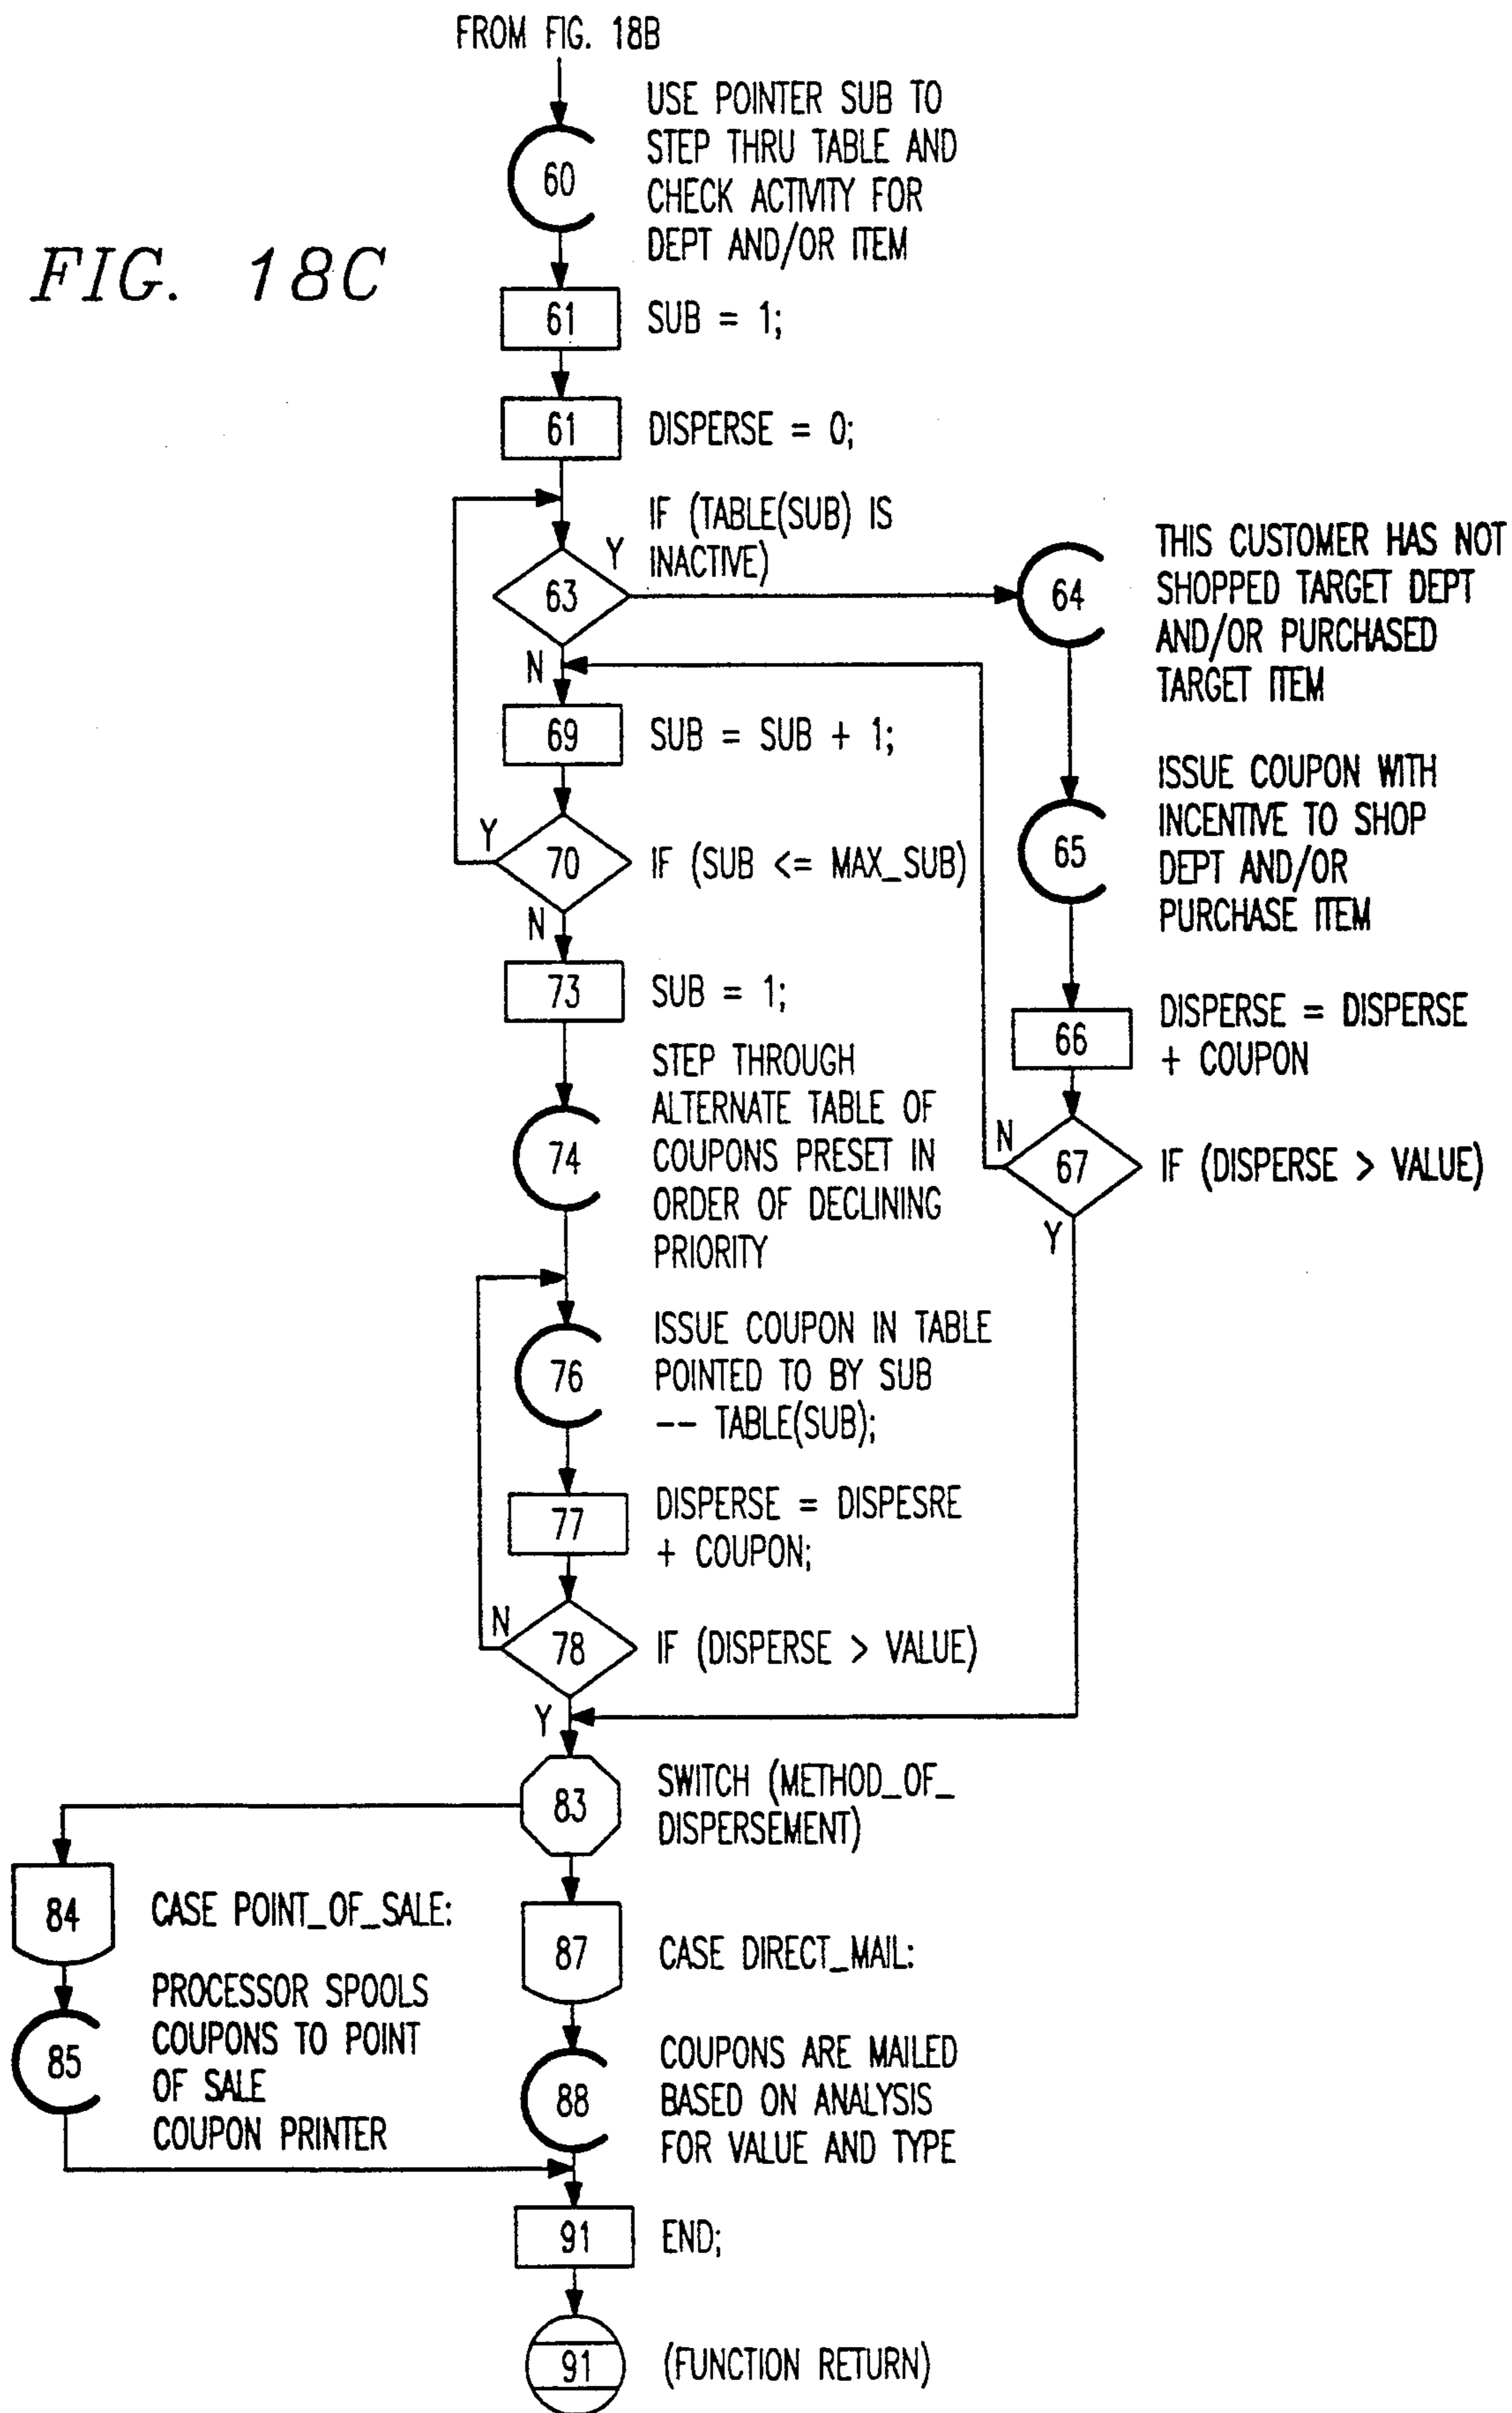 FROM FIG. 18B
USE POINTER SUB TO
STEP THRU TABLE AND
CHECK ACTIVITY FOR
DEPT AND/OR ITEM
60
FIG. 18C
61
SUB = 1;
61
DISPERSE = 0;
IF (TABLE(SUB) IS
INACTIVE)
Y
63
N
64
THIS CUSTOMER HAS NOT
SHOPPED TARGET DEPT
AND/OR PURCHASED
TARGET ITEM
69
SUB = SUB + 1;
65
ISSUE COUPON WITH
INCENTIVE TO SHOP
DEPT AND/OR
PURCHASE ITEM
Y
70
IF (SUB <= MAX_SUB)
N
73
SUB = 1;
66
DISPERSE = DISPERSE
+ COUPON
74
STEP THROUGH
ALTERNATE TABLE OF
COUPONS PRESET IN
ORDER OF DECLINING
PRIORITY
N
67
IF (DISPERSE > VALUE)
Y
76
ISSUE COUPON IN TABLE
POINTED TO BY SUB
-- TABLE(SUB);
77
DISPERSE = DISPESRE
+ COUPON;
N
78
IF (DISPERSE > VALUE)
Y
83
SWITCH (METHOD_OF_
DISPERSEMENT)
84
CASE POINT_OF_SALE:
87
CASE DIRECT_MAIL:
85
PROCESSOR SPOOLS
COUPONS TO POINT
OF SALE
COUPON PRINTER
88
COUPONS ARE MAILED
BASED ON ANALYSIS
FOR VALUE AND TYPE
91
END;
91
(FUNCTION RETURN)